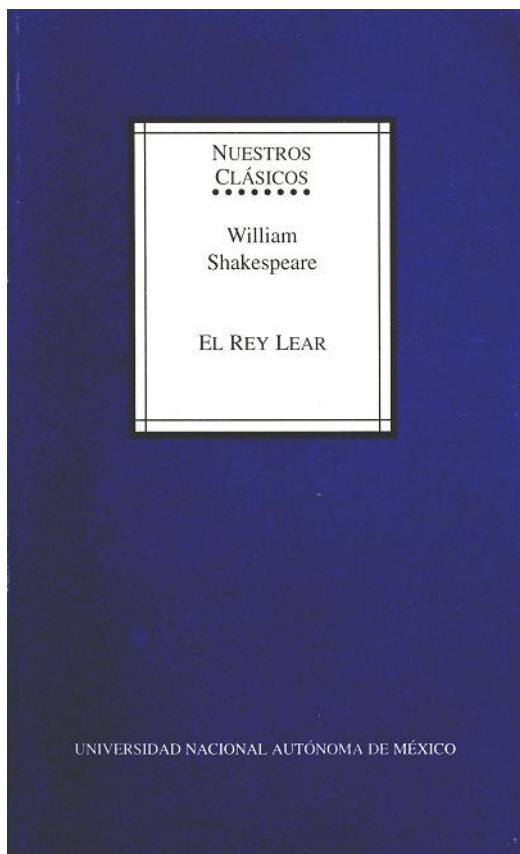 NUESTROS
CLÁSICOS
William
Shakespeare
EL REY LEAR
UNIVERSIDAD NACIONAL AUTÓNOMA DE MÉXICO